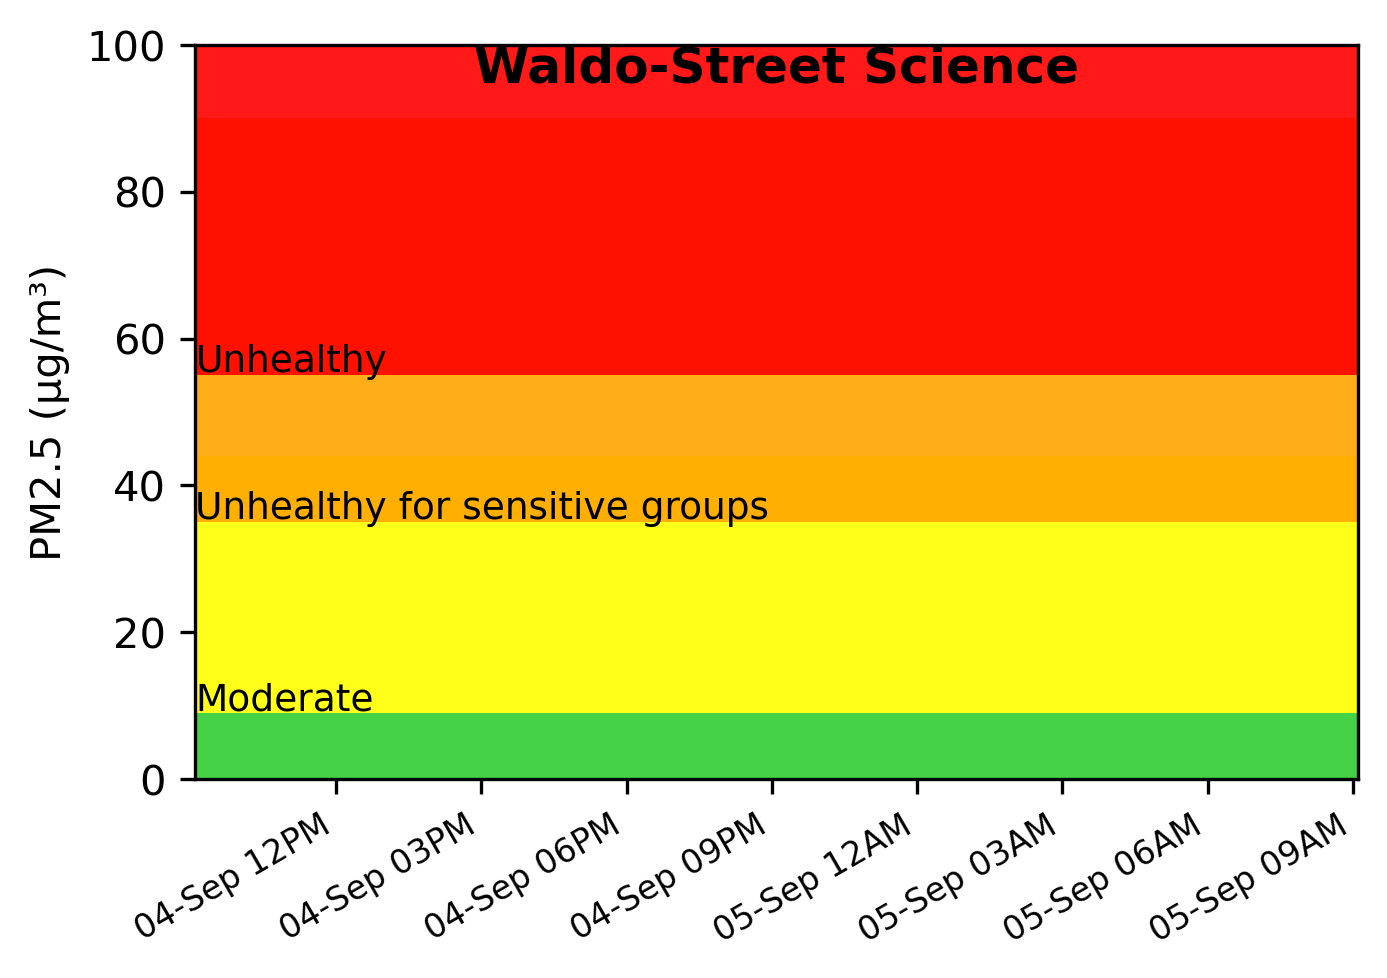 Waldo-Street Science
100
80
60
40
20
0
PM2.5 (µg/m³)
Unhealthy
Unhealthy for sensitive groups
Moderate
04-Sep 12PM
04-Sep 03PM
04-Sep 06PM
04-Sep 09PM
05-Sep 12AM
05-Sep 03AM
05-Sep 06AM
05-Sep 09AM